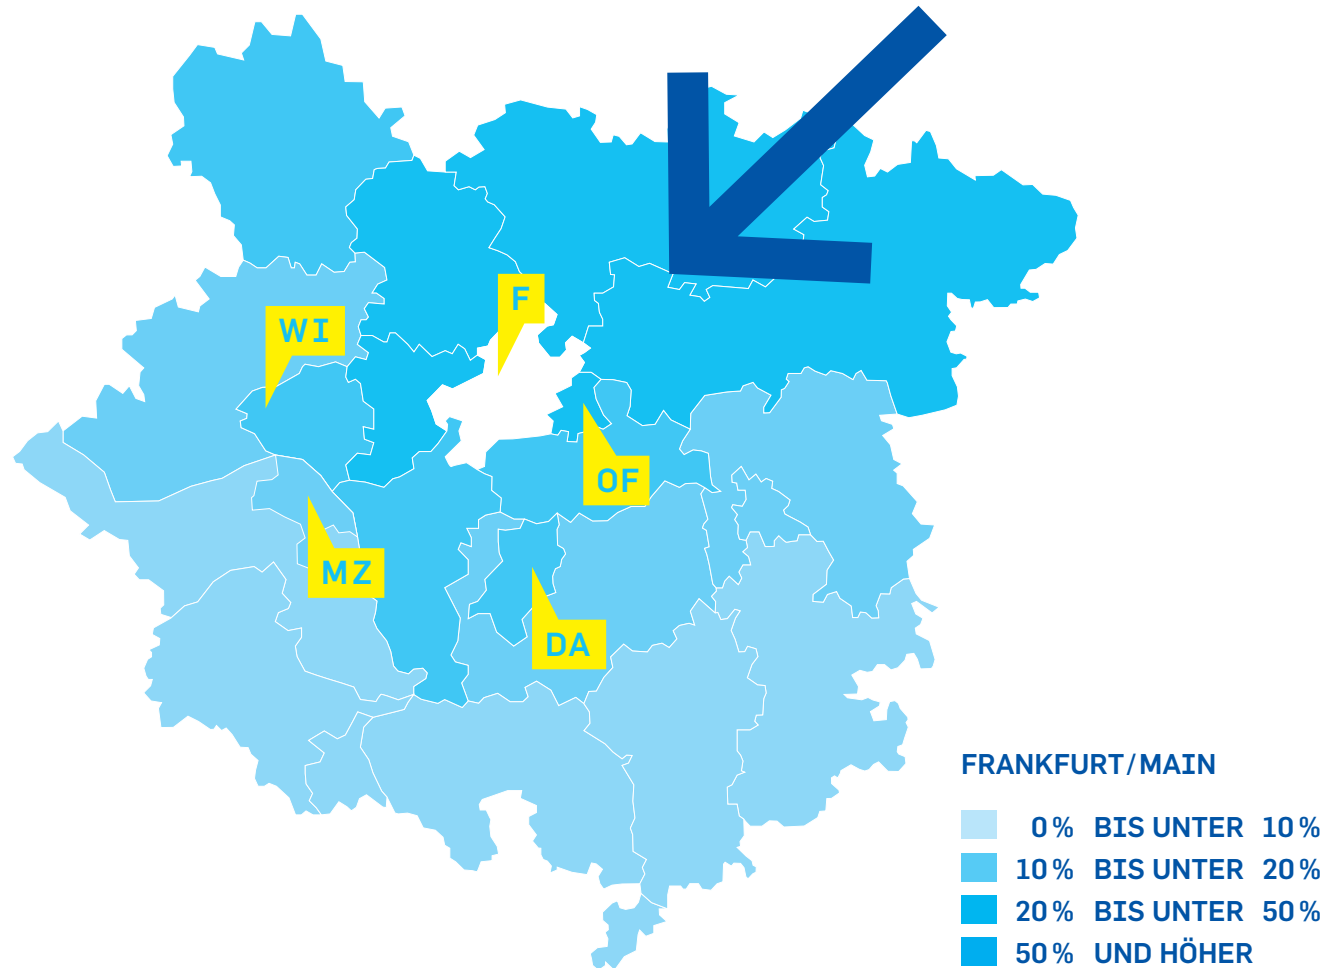 F
WI
OF
MZ
DA
FRANKFURT/MAIN
0% BIS UNTER 10%
10% BIS UNTER 20%
20% BIS UNTER 50%
50% UND HÖHER